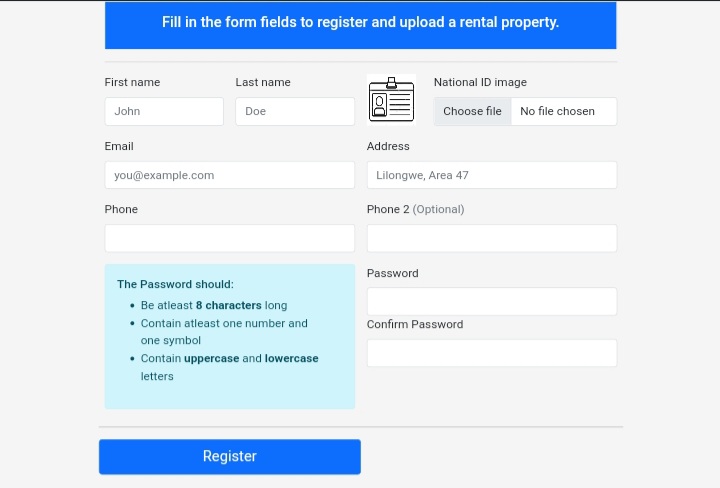 Fill in the form fields to register and upload a rental property.
First name
Last name
National ID image
John
Doe
Choose file
No file chosen
Email
Address
you@example.com
Lilongwe, Area 47
Phone
Phone 2 (Optional)
The Password should:
Be atleast 8 characters long
Contain atleast one number and
one symbol
Contain uppercase and lowercase
letters
Password
Confirm Password
Register